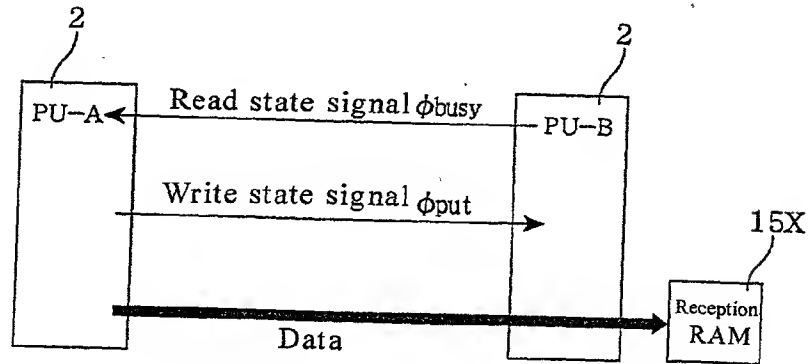 2
2
PU-A
Read state signal ϕbusy
PU-B
Write state signal ϕput
15X
Reception
RAM
Data